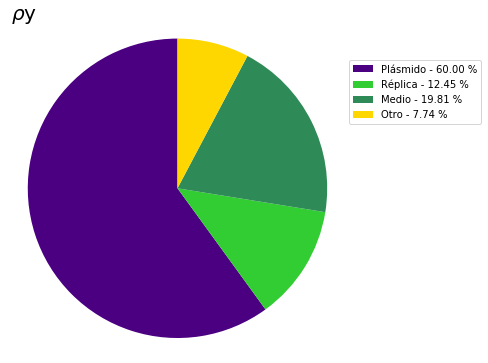 ρy
Plásmido - 60.00 %
Réplica - 12.45 %
Medio - 19.81 %
Otro - 7.74 %